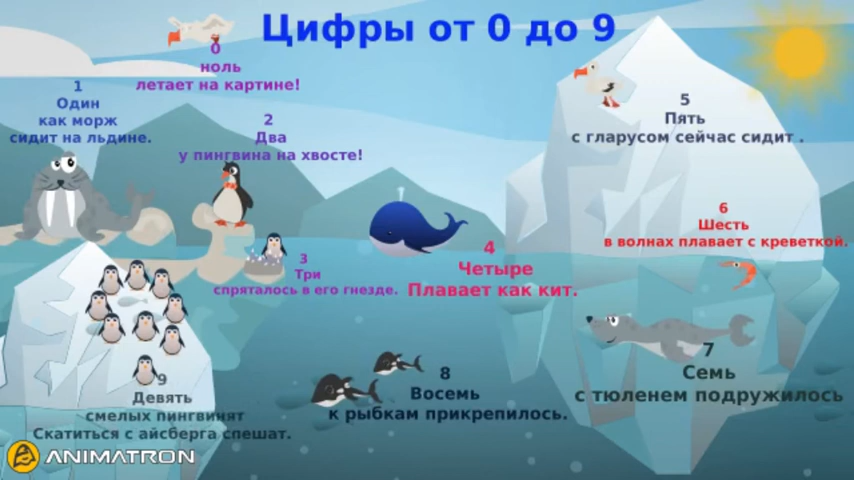 Цифры от 0 до 9
0
ноль
летает на картине!
1
Один
как морж
сидит на льдине.
2
Два
у пингвина на хвосте!
5
Пять
с гларусом сейчас сидит .
3
Три
спряталось в его гнезде.
4
Четыре
Плавает как кит.
6
Шесть
в волнах плавает с креветкой.
7
Семь
с тюленем подружилось
8
Восемь
к рыбкам прикрепилось.
9
Девять
смелых пингвинят
Скатиться с айсберга спешат.
ANIMATRON